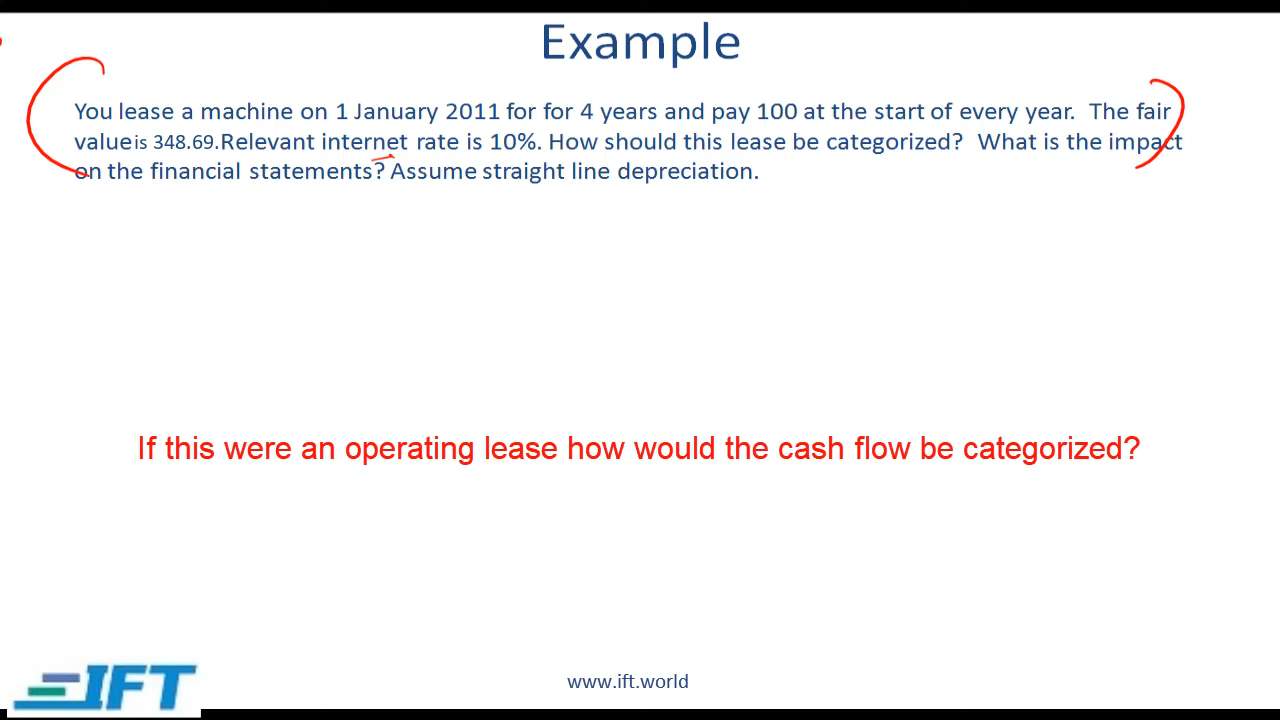 Example
You lease a machine on 1 January 2011 for for 4 years and pay 100 at the start of every year.  The fair
value is 348.69. Relevant internet rate is 10%. How should this lease be categorized?  What is the impact
on the financial statements? Assume straight line depreciation.
If this were an operating lease how would the cash flow be categorized?
IFT
www.ift.world